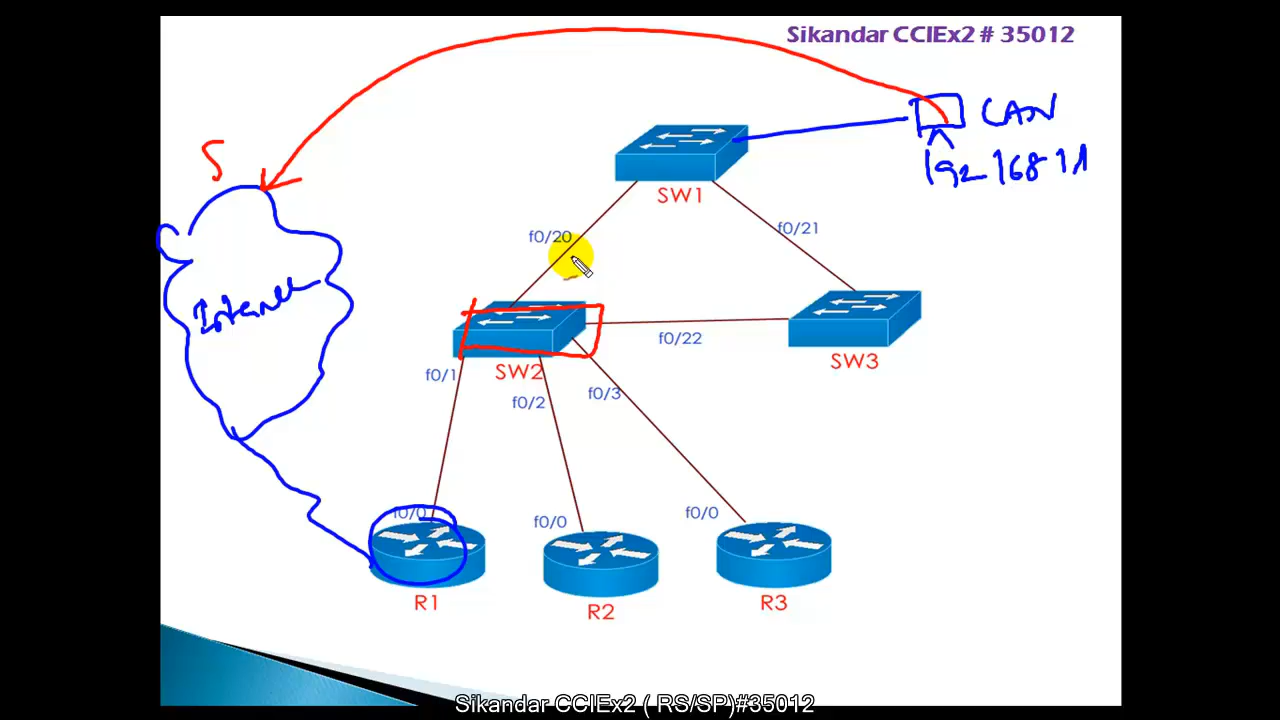 Sikandar CCIEx2 # 35012
LAN
192 168 1 1
S
SW1
f0/20
f0/21
f0/22
SW2
SW3
f0/1
f0/2
f0/3
f0/0
f0/0
f0/0
R1
R2
R3
Sikandar CCIEx2 ( RS/SP)#35012